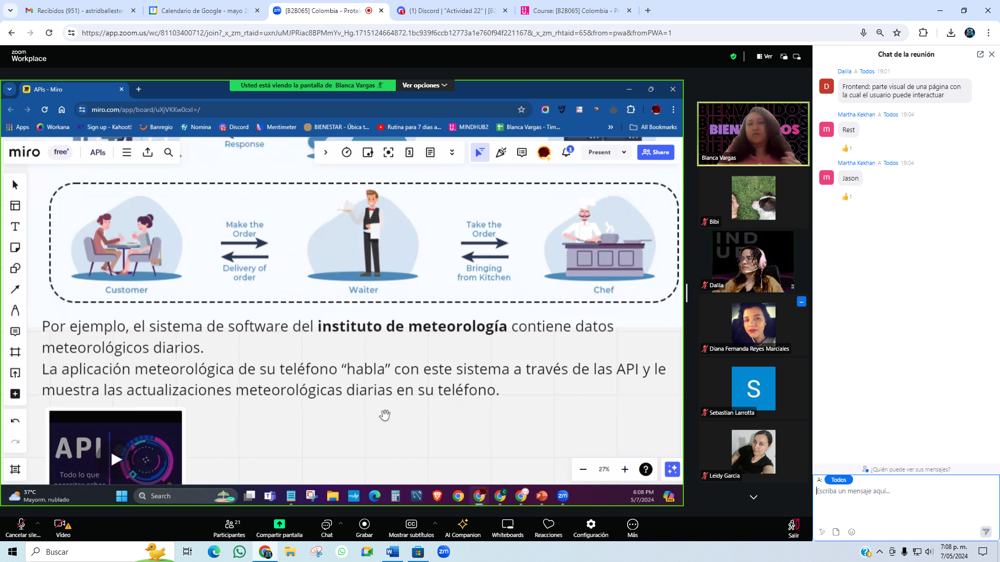 Recibidos (951) - astridballester
Calendario de Google - mayo 2
[B2B065] Colombia - Protale
(1) Discord | "Actividad 22" | [B2
Course: [B2B065] Colombia - Pr
https://app.zoom.us/wc/81103400712/join?_x_zm_rtaid=uxnJuMJPRiac8BPMmYv_Hg.1715124664872.1bc939f6ccb12773a1e760f94f221167&_x_zm_rhtaid=65&from=pwa&fromPWA=1
zoom
Workplace
Ver
Usted está viendo la pantalla de Blanca Vargas
Ver opciones
APIs - Miro
miro.com/app/board/uXjVKKw0cxI=/
Apps
Workana
Sign up - Kahoot!
Banregio
Nomina
Discord
Mentimeter
BIENESTAR - Úbica t...
Rutina para 7 dias a...
MINDHUB2
Blanca Vargas - Tim...
All Bookmarks
Response
miro
free
APIs
1
Present
Share
Make the
Order
Delivery of
order
Take the
Order
Bringing
from Kitchen
Customer
Waiter
Chef
Por ejemplo, el sistema de software del instituto de meteorología contiene datos
meteorológicos diarios.
La aplicación meteorológica de su teléfono “habla” con este sistema a través de las API y le
muestra las actualizaciones meteorológicas diarias en su teléfono.
API
Todo lo que
necesitas saber
27%
37°C
Mayorm. nublado
Search
6:08 PM
5/7/2024
BIENVENIDOS
Blanca Vargas
Bibi
IND
UB
Dalila
Diana Fernanda Reyes Marciales
S
Sebastian Larrotta
Leidy Garcia
Chat de la reunión
Dalila A Todos 19:01
D
Frontend: parte visual de una página con
la cual el usuario puede interactuar
Martha Kekhan A Todos 19:04
m
Rest
1
Martha Kekhan A Todos 19:04
m
Jason
1
¿Quién puede ver sus mensajes?
A: Todos
Escriba un mensaje aquí...
Cancelar sile...
Vídeo
21
Participantes
Compartir pantalla
Chat
Grabar
Mostrar subtítulos
AI Companion
Whiteboards
Reacciones
Configuración
Más
Salir
Buscar
7:08 p. m.
7/05/2024